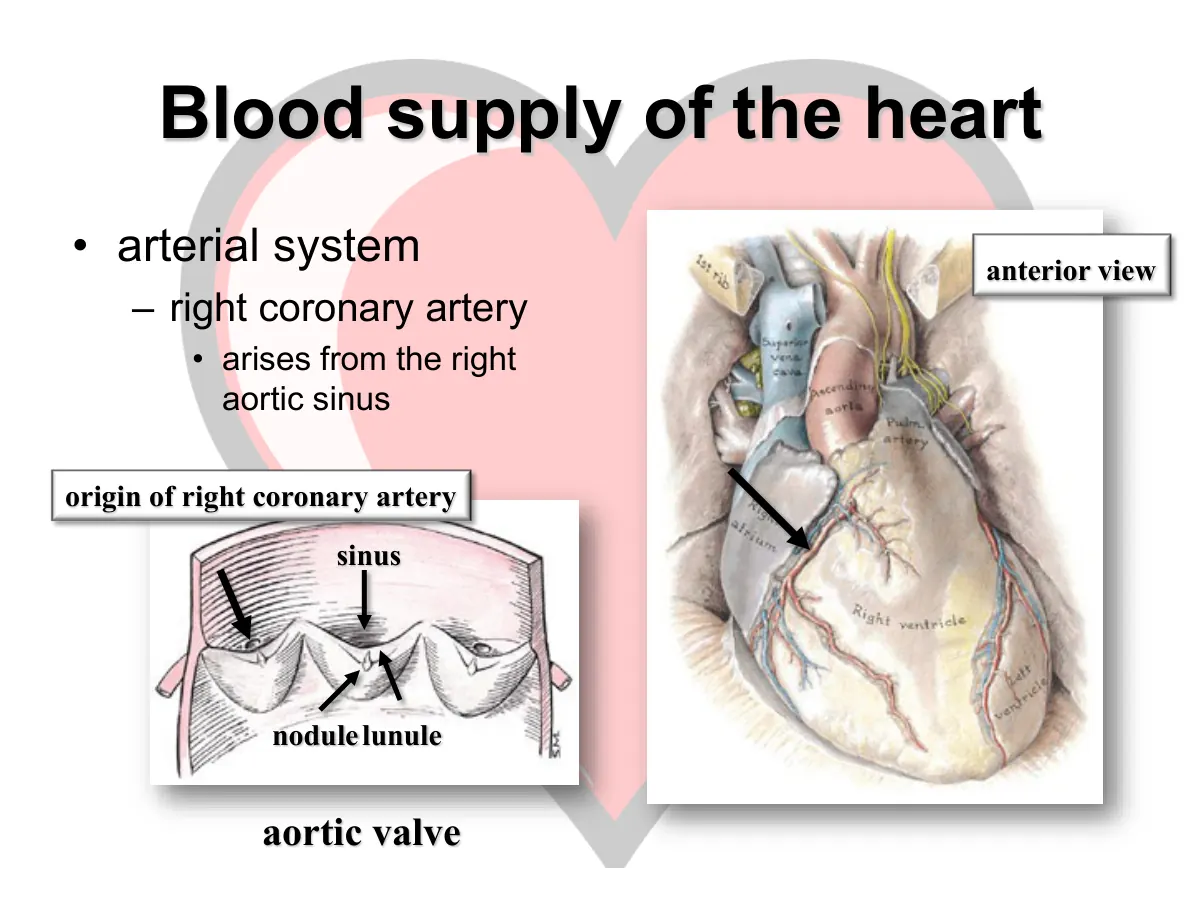 Blood supply of the heart
• arterial system
– right coronary artery
• arises from the right
aortic sinus
origin of right coronary artery
sinus
nodule lunule
S.M.
aortic valve
anterior view
1st rib
Superior
vena
cava
Ascending
aorta
Pulm.
artery
Right
atrium
Right ventricle
Left
ventricle